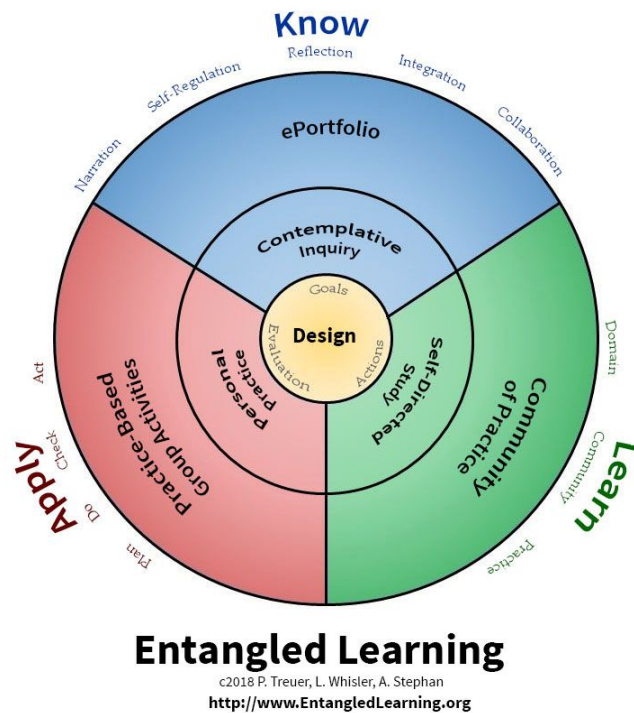 Know
Narration
Self-Regulation
Reflection
Integration
Collaboration
ePortfolio
Contemplative
Inquiry
Goals
Design
Evaluation
Actions
Personal
Practice
Self-Directed
Study
Practice-Based
Group Activities
Community
of Practice
Apply
Act
Check
Do
Plan
Learn
Domain
Community
Practice
Entangled Learning
c2018 P. Treuer, L. Whisler, A. Stephan
http://www.EntangledLearning.org